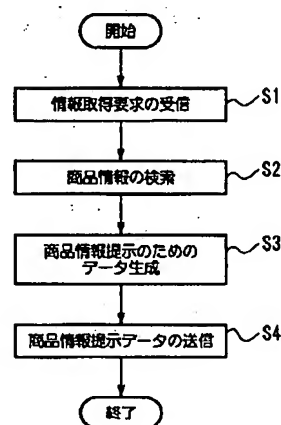 開始
情報取得要求の受信
S1
商品情報の検索
S2
商品情報提示のための
データ生成
S3
商品情報提示データの送信
S4
終了